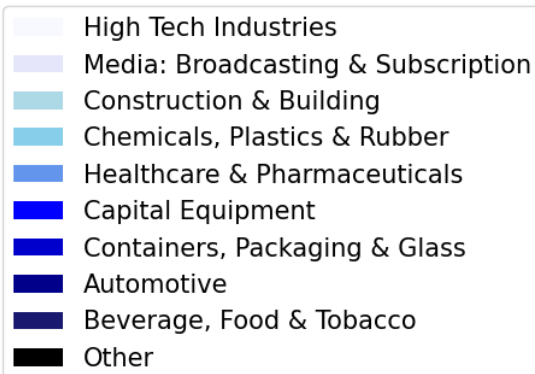 High Tech Industries
Media: Broadcasting & Subscription
Construction & Building
Chemicals, Plastics & Rubber
Healthcare & Pharmaceuticals
Capital Equipment
Containers, Packaging & Glass
Automotive
Beverage, Food & Tobacco
Other